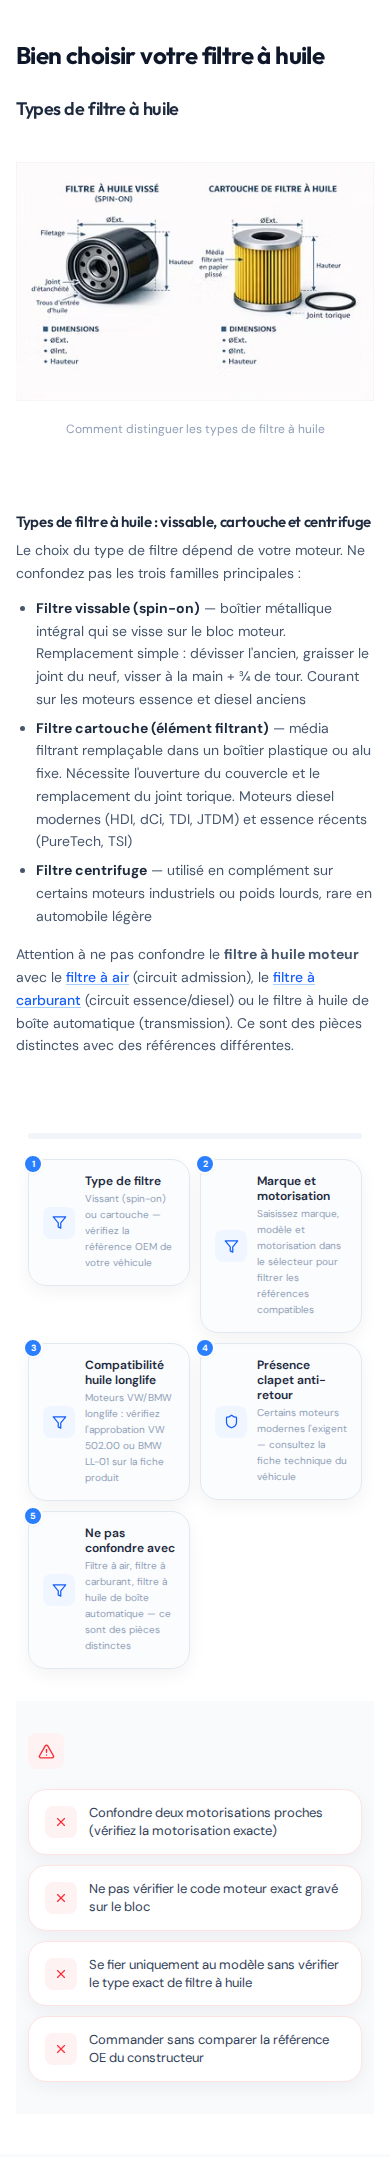 Bien choisir votre filtre à huile
Types de filtre à huile
FILTRE À HUILE VISSÉ
(SPIN-ON)
CARTOUCHE DE FILTRE À HUILE
øExt.
øExt.
Filetage
Hauteur
Média
filtrant
en papier
plissé
Hauteur
Joint
d'étanchéité
Trous d'entrée
d'huile
Joint torique
DIMENSIONS
• øExt.
• øInt.
• Hauteur
DIMENSIONS
• øExt.
• øInt.
• Hauteur
Comment distinguer les types de filtre à huile
Types de filtre à huile : vissable, cartouche et centrifuge
Le choix du type de filtre dépend de votre moteur. Ne
confondez pas les trois familles principales :
• Filtre vissable (spin-on) — boîtier métallique
intégral qui se visse sur le bloc moteur.
Remplacement simple : dévisser l'ancien, graisser le
joint du neuf, visser à la main + ¾ de tour. Courant
sur les moteurs essence et diesel anciens
• Filtre cartouche (élément filtrant) — média
filtrant remplaçable dans un boîtier plastique ou alu
fixe. Nécessite l'ouverture du couvercle et le
remplacement du joint torique. Moteurs diesel
modernes (HDI, dCi, TDI, JTDM) et essence récents
(PureTech, TSI)
• Filtre centrifuge — utilisé en complément sur
certains moteurs industriels ou poids lourds, rare en
automobile légère
Attention à ne pas confondre le filtre à huile moteur
avec le filtre à air (circuit admission), le filtre à
carburant (circuit essence/diesel) ou le filtre à huile de
boîte automatique (transmission). Ce sont des pièces
distinctes avec des références différentes.
1
Type de filtre
Vissant (spin-on)
ou cartouche —
vérifiez la
référence OEM de
votre véhicule
2
Marque et
motorisation
Saisissez marque,
modèle et
motorisation dans
le sélecteur pour
filtrer les
références
compatibles
3
Compatibilité
huile longlife
Moteurs VW/BMW
longlife : vérifiez
l'approbation VW
502.00 ou BMW
LL-01 sur la fiche
produit
4
Présence
clapet anti-
retour
Certains moteurs
modernes l'exigent
— consultez la
fiche technique du
véhicule
5
Ne pas
confondre avec
Filtre à air, filtre à
carburant, filtre à
huile de boîte
automatique — ce
sont des pièces
distinctes
Confondre deux motorisations proches
(vérifiez la motorisation exacte)
Ne pas vérifier le code moteur exact gravé
sur le bloc
Se fier uniquement au modèle sans vérifier
le type exact de filtre à huile
Commander sans comparer la référence
OE du constructeur